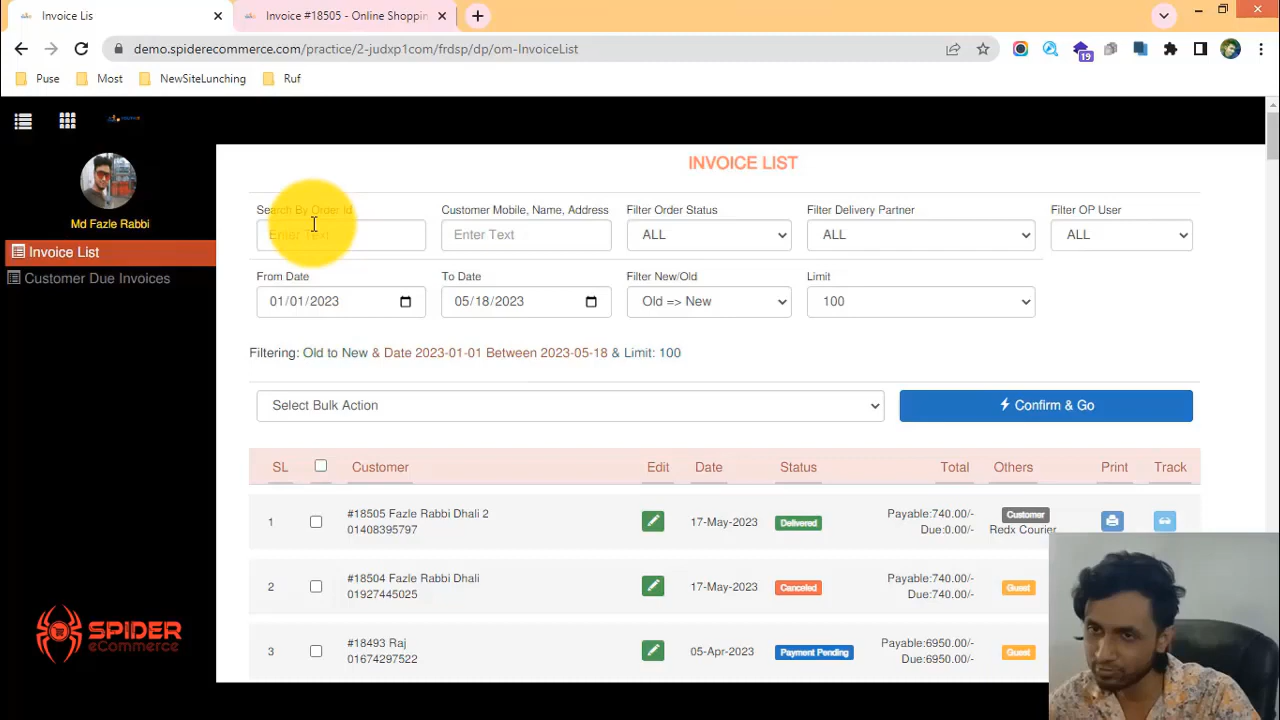 Invoice Lis
Invoice #18505 - Online Shoppin
demo.spiderecommerce.com/practice/2-judxp1com/frdsp/dp/om-InvoiceList
19
Puse Most NewSiteLunching Ruf
Md Fazle Rabbi
Invoice List
Customer Due Invoices
SPIDER
eCommerce
INVOICE LIST
Search By Order Id Customer Mobile, Name, Address Filter Order Status Filter Delivery Partner Filter OP User
Enter Text Enter Text ALL ALL ALL
From Date To Date Filter New/Old Limit
01/01/2023 05/18/2023 Old => New 100
Filtering: Old to New & Date 2023-01-01 Between 2023-05-18 & Limit: 100
Select Bulk Action Confirm & Go
SL Customer Edit Date Status Total Others Print Track
1 #18505 Fazle Rabbi Dhali 2 17-May-2023 Delivered Payable:740.00/- Customer
01408395797 Due:0.00/- Redx Courier
2 #18504 Fazle Rabbi Dhali 17-May-2023 Canceled Payable:740.00/- Guest
01927445025 Due:740.00/-
3 #18493 Raj 05-Apr-2023 Payment Pending Payable:6950.00/- Guest
01674297522 Due:6950.00/-